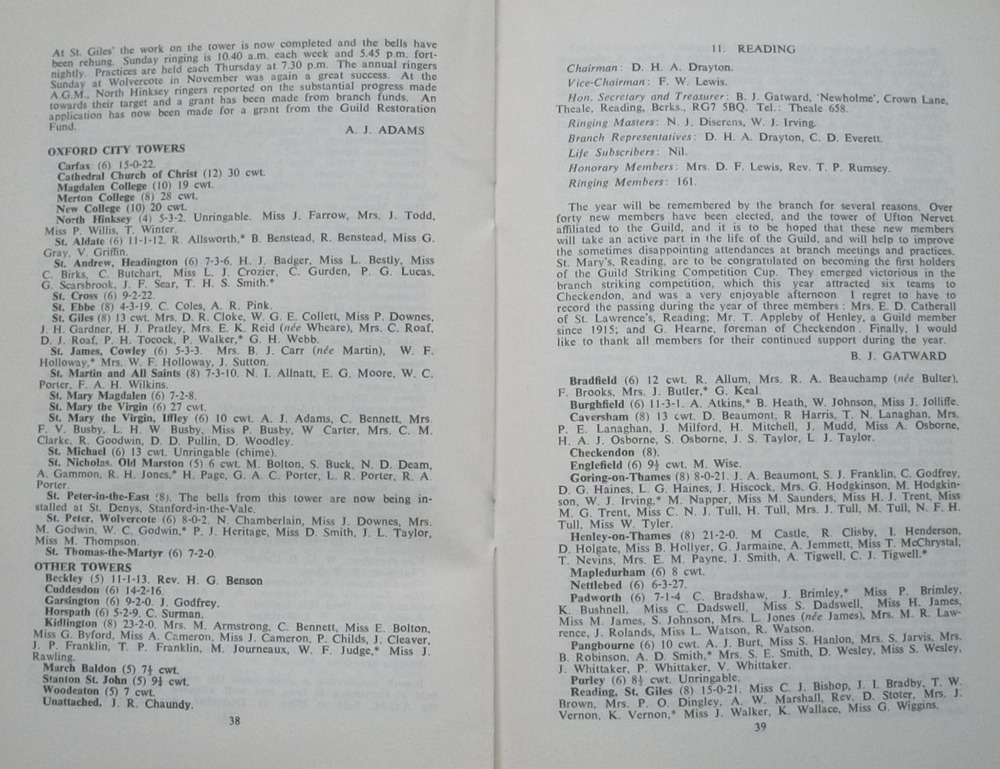 At St. Giles' the work on the tower is now completed and the bells have
been rehung. Sunday ringing is 10.40 a.m. each week and 5.45 p.m. fort-
nightly. Practices are held each Thursday at 7.30 p.m. The annual ringers
Sunday at Wolvercote in November was again a great success. At the
A.G.M., North Hinksey ringers reported on the substantial progress made
towards their target and a grant has been made from branch funds. An
application has now been made for a grant from the Guild Restoration
Fund.
A. J. ADAMS
OXFORD CITY TOWERS
Carfax (6) 15-0-22.
Cathedral Church of Christ (12) 30 cwt.
Magdalen College (10) 19 cwt.
Merton College (8) 28 cwt.
New College (10) 20 cwt.
North Hinksey (4) 5-3-2. Unringable. Miss J. Farrow, Mrs. J. Todd,
Miss P. Willis, T. Winter.
St. Aldate (6) 11-1-12. R. Allsworth,* B. Benstead, R. Benstead, Miss G.
Gray, V. Griffin.
St. Andrew, Headington (6) 7-3-6. H. J. Badger, Miss L. Bestly, Miss
C. Birks, C. Butchart, Miss L. J. Crozier, C. Gurden, P. G. Lucas,
G. Scarsbrook, J. F. Sear, T. H. S. Smith.*
St. Cross (6) 9-2-22.
St. Ebbe (8) 4-3-19. C. Coles, A. R. Pink.
St. Giles (8) 13 cwt. Mrs. D. R. Cloke, W. G. E. Collett, Miss P. Downes,
J. H. Gardner, H. J. Pratley, Mrs. E. K. Reid (née Wheare), Mrs. C. Roaf,
D. J. Roaf, P. H. Tocock, P. Walker,* G. H. Webb.
St. James, Cowley (6) 5-3-3. Mrs. B. J. Carr (née Martin), W. F.
Holloway,* Mrs. W. F. Holloway, J. Sutton.
St. Martin and All Saints (8) 7-3-10. N. I. Allnatt, E. G. Moore, W. C.
Porter, F. A. H. Wilkins.
St. Mary Magdalen (6) 7-2-8.
St. Mary the Virgin (6) 27 cwt.
St. Mary the Virgin, Iffley (6) 10 cwt. A. J. Adams, C. Bennett, Mrs.
F. V. Busby, L. H. W Busby, Miss P. Busby, W Carter, Mrs. C. M.
Clarke, R. Goodwin, D. D. Pullin, D. Woodley.
St. Michael (6) 13 cwt. Unringable (chime).
St. Nicholas. Old Marston (5) 6 cwt. M. Bolton, S. Buck, N. D. Deam,
A. Gammon, R. H. Jones,* H. Page, G. A. C. Porter, L. R. Porter, R. A.
Porter.
St. Peter-in-the-East (8). The bells from this tower are now being in-
stalled at St. Denys, Stanford-in-the-Vale.
St. Peter, Wolvercote (6) 8-0-2. N. Chamberlain, Miss J. Downes, Mrs.
M. Godwin, W. C. Godwin,* P. J. Heritage, Miss D. Smith, J. L. Taylor,
Miss M. Thompson.
St. Thomas-the-Martyr (6) 7-2-0.
OTHER TOWERS
Beckley (5) 11-1-13. Rev. H. G. Benson
Cuddesdon (6) 14-2-16.
Garsington (6) 9-2-0. J. Godfrey.
Horspath (6) 5-2-9. C. Surman.
Kidlington (8) 23-2-0. Mrs. M. Armstrong, C. Bennett, Miss E. Bolton,
Miss G. Byford, Miss A. Cameron, Miss J. Cameron, P. Childs, J. Cleaver,
J. P. Franklin, T. P. Franklin, M. Journeaux, W. F. Judge,* Miss J.
Rawling.
March Baldon (5) 7½ cwt.
Stanton St. John (5) 9½ cwt.
Woodeaton (5) 7 cwt.
Unattached, J. R. Chaundy.
38
11. READING
Chairman: D. H. A. Drayton.
Vice-Chairman: F. W. Lewis.
Hon. Secretary and Treasurer: B. J. Gatward, 'Newholme', Crown Lane,
Theale, Reading, Berks., RG7 5BQ. Tel.: Theale 658.
Ringing Masters: N. J. Diserens, W. J. Irving.
Branch Representatives: D. H. A. Drayton, C. D. Everett.
Life Subscribers: Nil.
Honorary Members: Mrs. D. F. Lewis, Rev. T. P. Rumsey.
Ringing Members: 161.
The year will be remembered by the branch for several reasons. Over
forty new members have been elected, and the tower of Ufton Nervet
affiliated to the Guild, and it is to be hoped that these new members
will take an active part in the life of the Guild, and will help to improve
the sometimes disappointing attendances at branch meetings and practices.
St. Mary's, Reading, are to be congratulated on becoming the first holders
of the Guild Striking Competition Cup. They emerged victorious in the
branch striking competition, which this year attracted six teams to
Checkendon, and was a very enjoyable afternoon. I regret to have to
record the passing during the year of three members: Mrs. E. D. Catherall
of St. Lawrence's, Reading; Mr. T. Appleby of Henley, a Guild member
since 1915; and G. Hearne, foreman of Checkendon. Finally, I would
like to thank all members for their continued support during the year.
B. J. GATWARD
Bradfield (6) 12 cwt. R. Allum, Mrs. R. A. Beauchamp (née Bulter),
F. Brooks, Mrs. J. Butler,* G. Keal.
Burghfield (6) 11-3-1. A. Atkins,* B. Heath, W. Johnson, Miss J. Jolliffe.
Caversham (8) 13 cwt. D. Beaumont, R Harris, T. N. Lanaghan, Mrs.
P. E. Lanaghan, J. Milford, H. Mitchell, J. Mudd, Miss A. Osborne,
H. A. J. Osborne, S. Osborne, J. S. Taylor, L. J. Taylor.
Checkendon (8).
Englefield (6) 9½ cwt. M. Wise.
Goring-on-Thames (8) 8-0-21. J. A. Beaumont, S. J. Franklin, C. Godfrey,
D. G. Haines, L. G. Haines, J. Hiscock, Mrs. G. Hodgkinson, M. Hodgkin-
son, W. J. Irving,* M. Napper, Miss M. Saunders, Miss H. J. Trent, Miss
M. G. Trent, Miss C. N. J. Tull, H. Tull, Mrs. J. Tull, M. Tull, N. F. H.
Tull, Miss W. Tyler.
Henley-on-Thames (8) 21-2-0. M Castle, R. Clisby, I. Henderson,
D. Holgate, Miss B. Hollyer, G. Jarmaine, A. Jemmett, Miss T. McChrystal,
T. Nevins, Mrs. E. M. Payne, J. Smith, A. Tigwell, C. J. Tigwell.*
Mapledurham (6) 8 cwt.
Nettlebed (6) 6-3-27.
Padworth (6) 7-1-4 C. Bradshaw, J. Brimley,* Miss P. Brimley,
K. Bushnell, Miss C. Dadswell, Miss S. Dadswell, Miss H. James,
Miss M. James, S. Johnson, Mrs. L. Jones (née James), Mrs. M. R. Law-
rence, J. Rolands, Miss L. Watson, R. Watson.
Pangbourne (6) 10 cwt. A. J. Burt, Miss S. Hanlon, Mrs. S. Jarvis, Mrs.
B. Robinson, A. D. Smith,* Mrs. S. E. Smith, D. Wesley, Miss S. Wesley,
J. Whittaker, P. Whittaker, V. Whittaker.
Purley (6) 8½ cwt. Unringable.
Reading, St. Giles (8) 15-0-21. Miss C. J. Bishop, J. I. Bradby, T. W.
Brown, Mrs. P. O. Dingley, A. W. Marshall, Rev. D. Stoter, Mrs. J.
Vernon, K. Vernon,* Miss J. Walker, K. Wallace, Miss G. Wiggins,
39